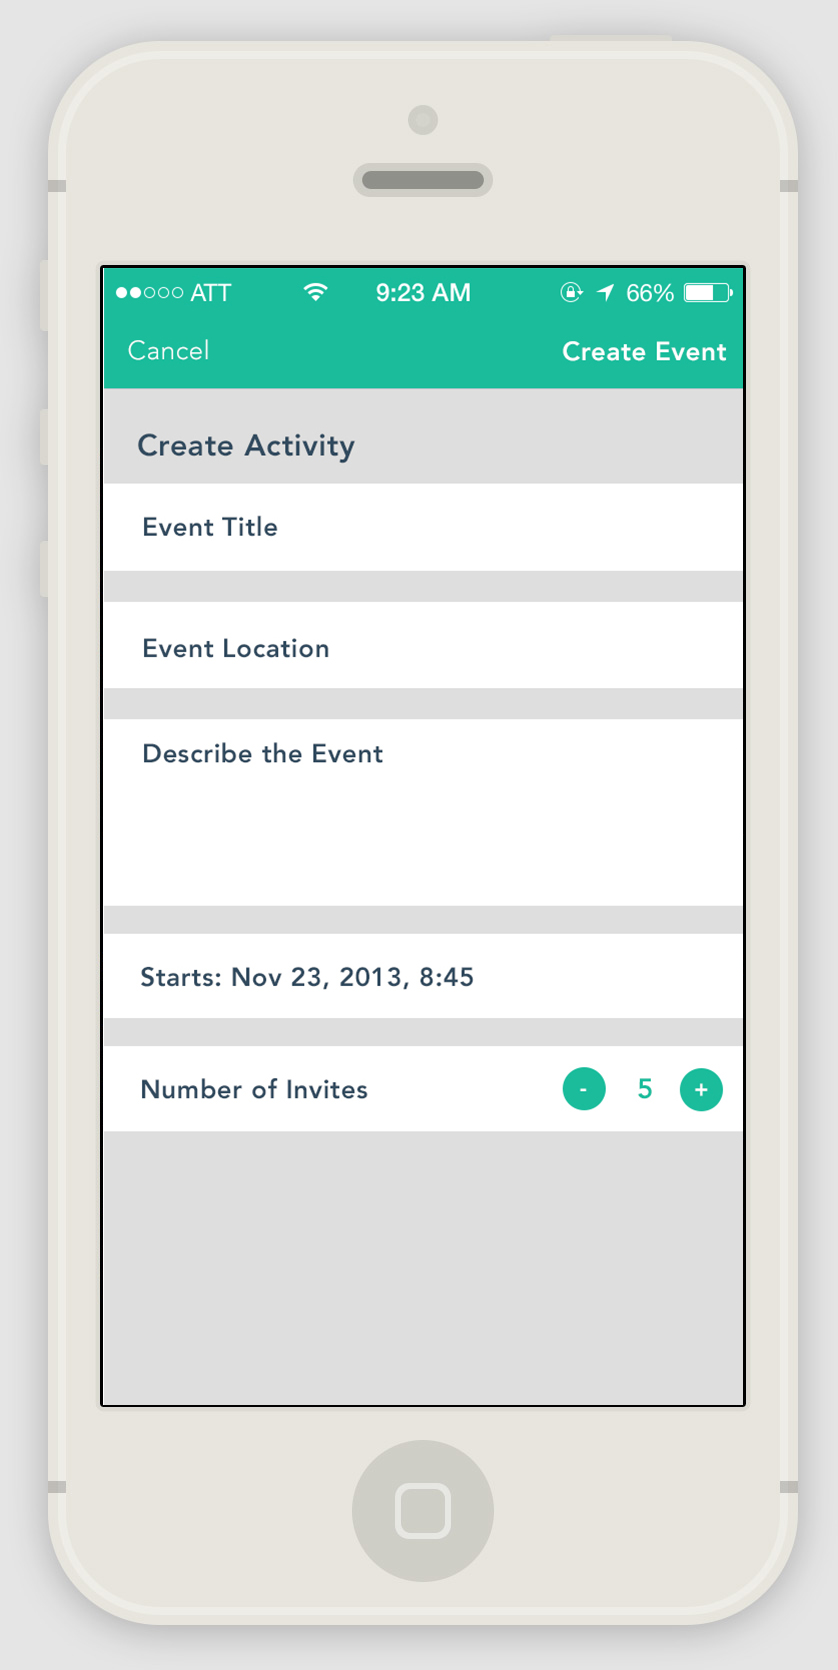 ATT 9:23 AM 66%
Cancel Create Event
Create Activity
Event Title
Event Location
Describe the Event
Starts: Nov 23, 2013, 8:45
Number of Invites - 5 +